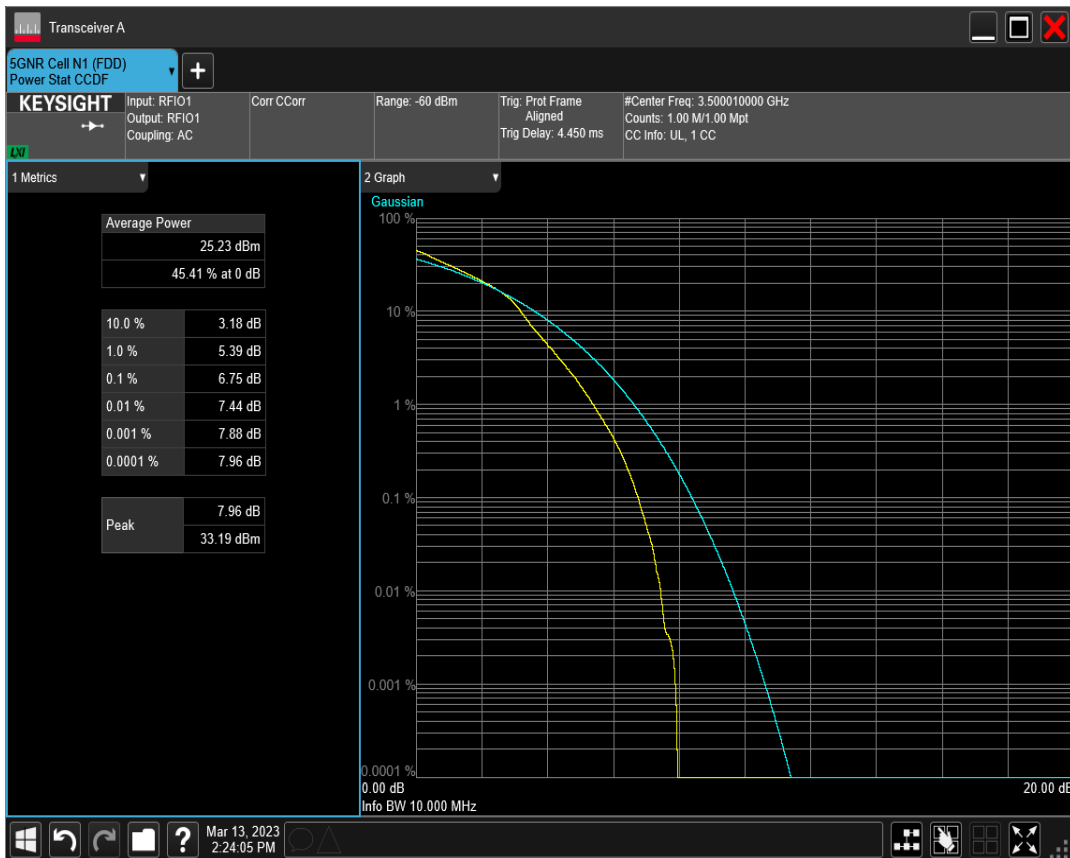 Transceiver A
5GNR Cell N1 (FDD)
Power Stat CCDF
KEYSIGHT
LXI
Input: RFIO1
Output: RFIO1
Coupling: AC
Corr CCorr
Range: -60 dBm
Trig: Prot Frame
Aligned
Trig Delay: 4.450 ms
#Center Freq: 3.500010000 GHz
Counts: 1.00 M/1.00 Mpt
CC Info: UL, 1 CC
1 Metrics
Average Power
25.23 dBm
45.41 % at 0 dB
10.0 % 3.18 dB
1.0 % 5.39 dB
0.1 % 6.75 dB
0.01 % 7.44 dB
0.001 % 7.88 dB
0.0001 % 7.96 dB
Peak
7.96 dB
33.19 dBm
2 Graph
Gaussian
100 %
10 %
1 %
0.1 %
0.01 %
0.001 %
0.0001 %
0.00 dB 20.00 dB
Info BW 10.000 MHz
?
Mar 13, 2023
2:24:05 PM